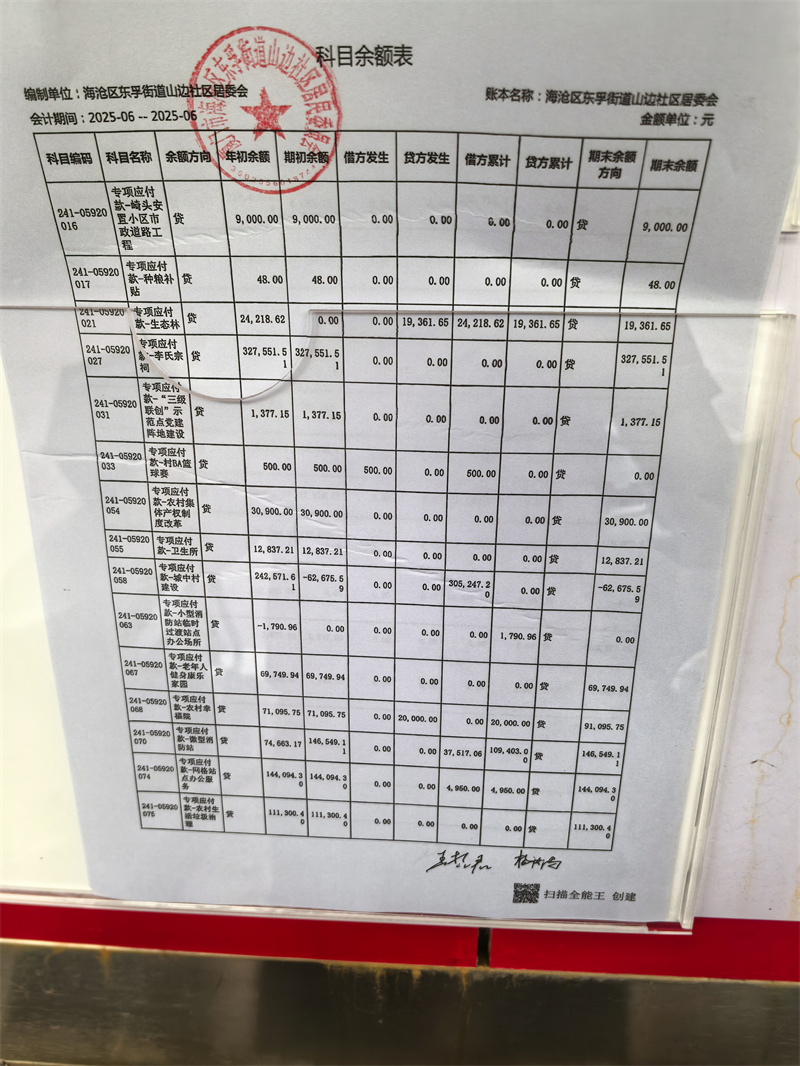 科目余额表
编制单位：海沧区东孚街道山边社区居委会 账本名称：海沧区东孚街道山边社区居委会
会计期间：2025-06 -- 2025-06 金额单位：元
科目编码 科目名称 余额方向 年初余额 期初余额 借方发生 贷方发生 借方累计 贷方累计 期末余额方向 期末余额
241-05920016 专项应付款-崎头安置小区市政道路工程 贷 9,000.00 9,000.00 0.00 0.00 0.00 0.00 贷 9,000.00
241-05920017 专项应付款-种粮补贴 贷 48.00 48.00 0.00 0.00 0.00 0.00 贷 48.00
241-05920021 专项应付款-生态林 贷 24,218.62 0.00 0.00 19,361.65 24,218.62 19,361.65 贷 19,361.65
241-05920027 专项应付款-李氏宗祠 贷 327,551.51 327,551.51 0.00 0.00 0.00 0.00 贷 327,551.51
241-05920031 专项应付款-“三级联创”示范点党建阵地建设 贷 1,377.15 1,377.15 0.00 0.00 0.00 0.00 贷 1,377.15
241-05920033 专项应付款-村BA篮球赛 贷 500.00 500.00 500.00 0.00 500.00 0.00 贷 0.00
241-05920054 专项应付款-农村集体产权制度改革 贷 30,900.00 30,900.00 0.00 0.00 0.00 0.00 贷 30,900.00
241-05920055 专项应付款-卫生所 贷 12,837.21 12,837.21 0.00 0.00 0.00 0.00 贷 12,837.21
241-05920058 专项应付款-城中村建设 贷 242,571.61 -62,675.59 0.00 0.00 305,247.20 0.00 贷 -62,675.59
241-05920063 专项应付款-小型消防站临时过渡站点办公场所 贷 -1,790.96 0.00 0.00 0.00 0.00 1,790.96 贷 0.00
241-05920067 专项应付款-老年人健身康乐家园 贷 69,749.94 69,749.94 0.00 0.00 0.00 0.00 贷 69,749.94
241-05920068 专项应付款-农村幸福院 贷 71,095.75 71,095.75 0.00 20,000.00 0.00 20,000.00 贷 91,095.75
241-05920070 专项应付款-微型消防站 贷 74,663.17 146,549.11 0.00 0.00 37,517.06 109,403.00 贷 146,549.11
241-05920074 专项应付款-网格站点办公服务 贷 144,094.30 144,094.30 0.00 0.00 4,950.00 4,950.00 贷 144,094.30
241-05920075 专项应付款-农村生活垃圾治理 贷 111,300.40 111,300.40 0.00 0.00 0.00 0.00 贷 111,300.40
扫描全能王 创建